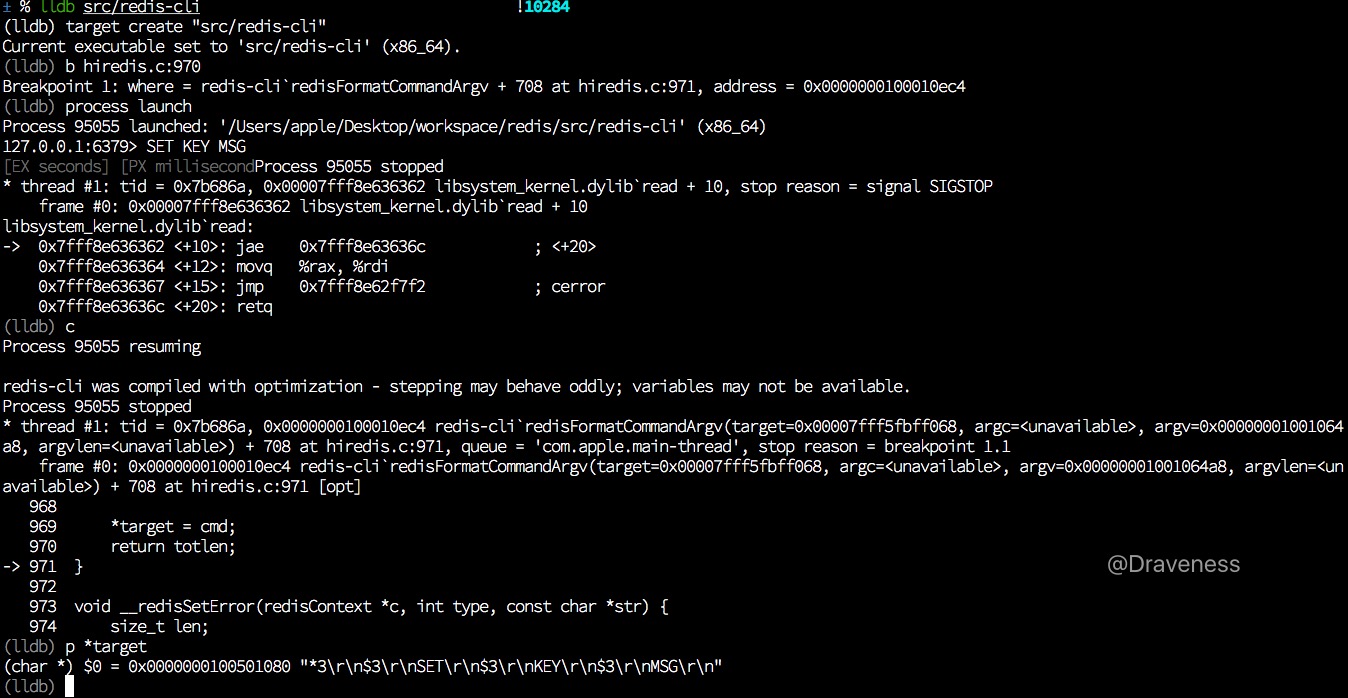 ± % lldb src/redis-cli !10284
(lldb) target create "src/redis-cli"
Current executable set to 'src/redis-cli' (x86_64).
(lldb) b hiredis.c:970
Breakpoint 1: where = redis-cli`redisFormatCommandArgv + 708 at hiredis.c:971, address = 0x0000000100010ec4
(lldb) process launch
Process 95055 launched: '/Users/apple/Desktop/workspace/redis/src/redis-cli' (x86_64)
127.0.0.1:6379> SET KEY MSG
[EX seconds] [PX millisecondProcess 95055 stopped
* thread #1: tid = 0x7b686a, 0x00007fff8e636362 libsystem_kernel.dylib`read + 10, stop reason = signal SIGSTOP
    frame #0: 0x00007fff8e636362 libsystem_kernel.dylib`read + 10
libsystem_kernel.dylib`read:
->  0x7fff8e636362 <+10>: jae    0x7fff8e63636c            ; <+20>
    0x7fff8e636364 <+12>: movq   %rax, %rdi
    0x7fff8e636367 <+15>: jmp    0x7fff8e62f7f2            ; cerror
    0x7fff8e63636c <+20>: retq
(lldb) c
Process 95055 resuming
redis-cli was compiled with optimization - stepping may behave oddly; variables may not be available.
Process 95055 stopped
* thread #1: tid = 0x7b686a, 0x0000000100010ec4 redis-cli`redisFormatCommandArgv(target=0x00007fff5fbff068, argc=<unavailable>, argv=0x00000001001064
a8, argvlen=<unavailable>) + 708 at hiredis.c:971, queue = 'com.apple.main-thread', stop reason = breakpoint 1.1
    frame #0: 0x0000000100010ec4 redis-cli`redisFormatCommandArgv(target=0x00007fff5fbff068, argc=<unavailable>, argv=0x00000001001064a8, argvlen=<un
available>) + 708 at hiredis.c:971 [opt]
   968
   969      *target = cmd;
   970      return totlen;
-> 971  }
   972
   973  void __redisSetError(redisContext *c, int type, const char *str) {
   974      size_t len;
(lldb) p *target
(char *) $0 = 0x0000000100501080 "*3\r\n$3\r\nSET\r\n$3\r\nKEY\r\n$3\r\nMSG\r\n"
(lldb)
@Draveness